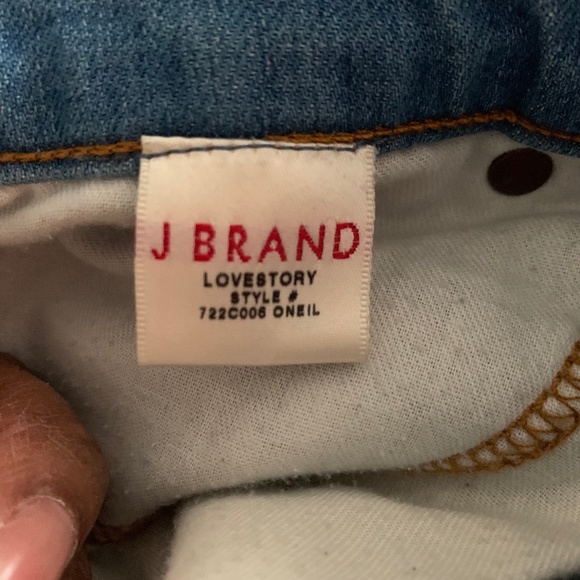 J BRAND
LOVESTORY
STYLE #
722C006 ONEIL